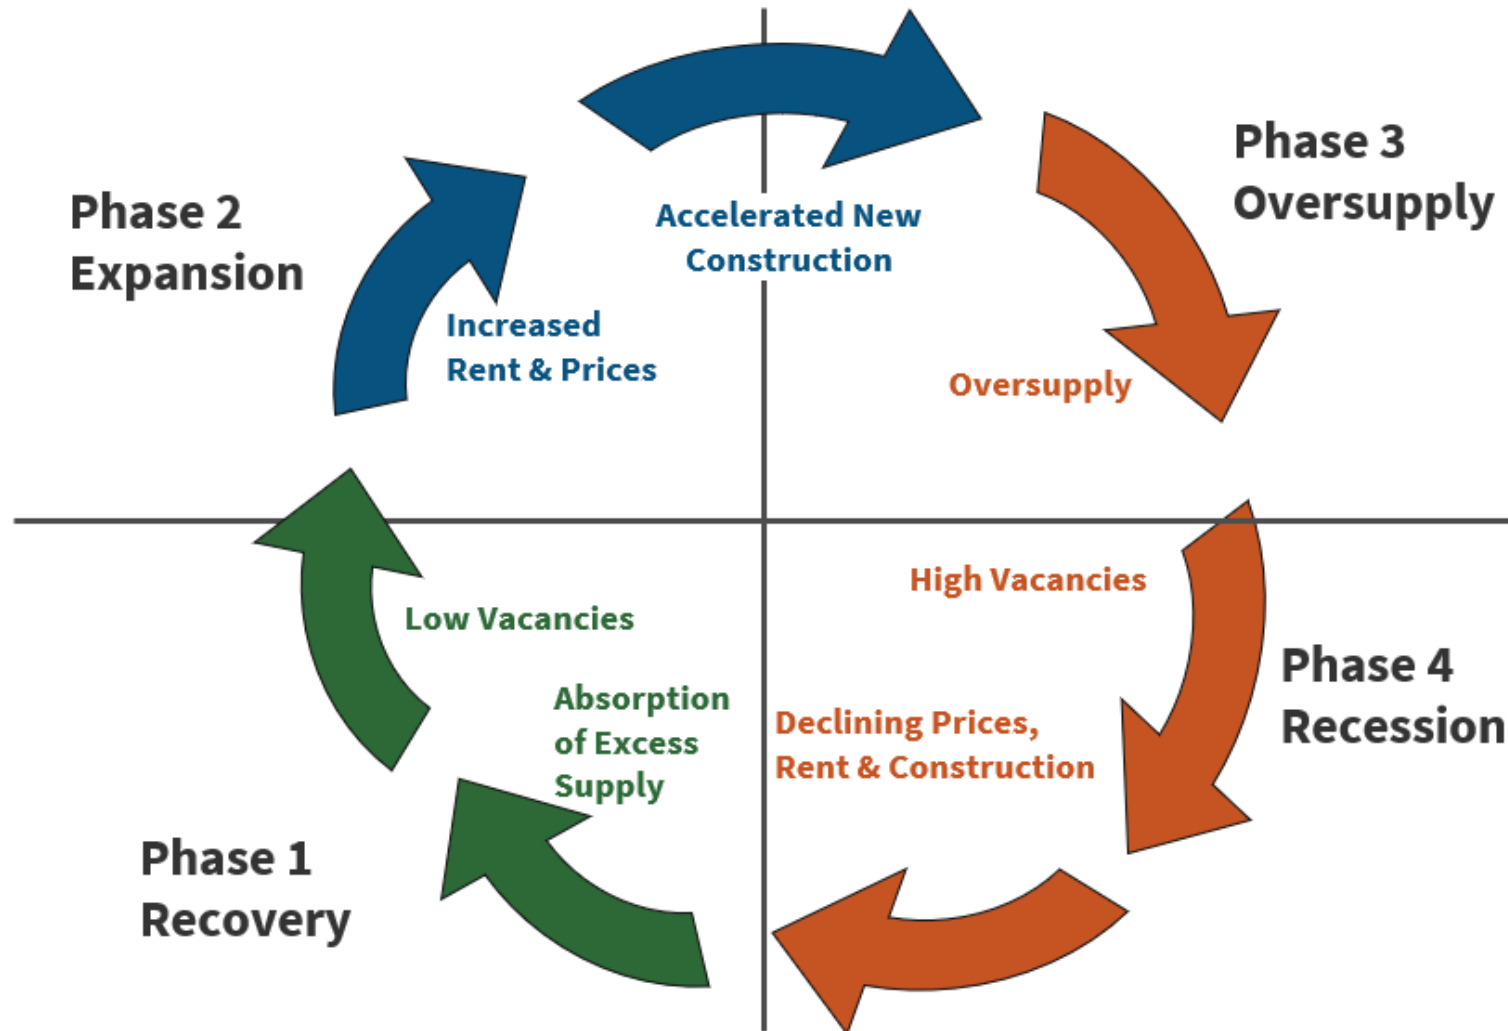 Phase 2
Expansion
Increased
Rent & Prices
Accelerated New
Construction
Phase 3
Oversupply
Oversupply
High Vacancies
Phase 4
Recession
Declining Prices,
Rent & Construction
Absorption
of Excess
Supply
Low Vacancies
Phase 1
Recovery